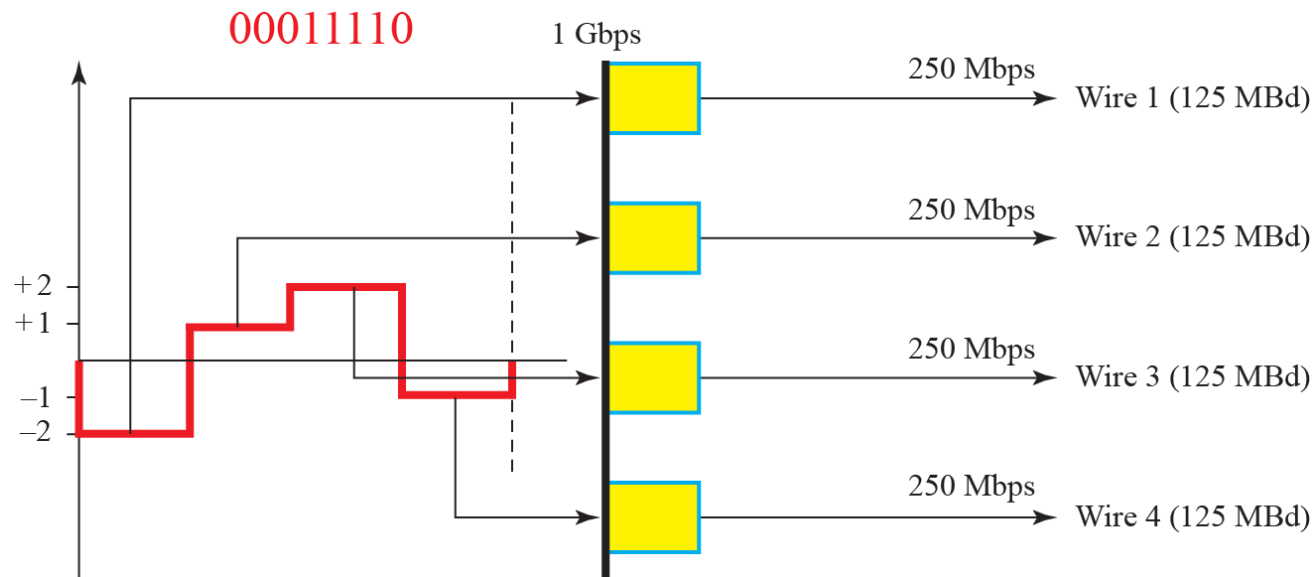 00011110
1 Gbps
250 Mbps
Wire 1 (125 MBd)
250 Mbps
Wire 2 (125 MBd)
+2
+1
250 Mbps
Wire 3 (125 MBd)
–1
–2
250 Mbps
Wire 4 (125 MBd)